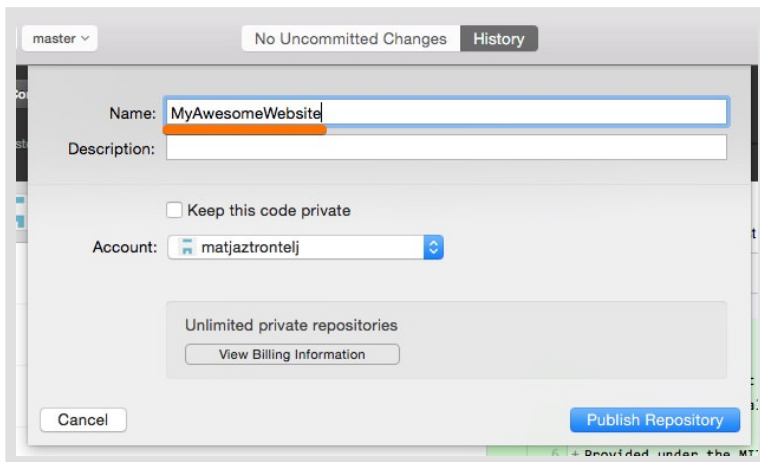 master
No Uncommitted Changes
History
Name: MyAwesomeWebsite
Description:
Keep this code private
Account: matjaztrontelj
Unlimited private repositories
View Billing Information
Cancel
Publish Repository
6 + Provided under the MIT